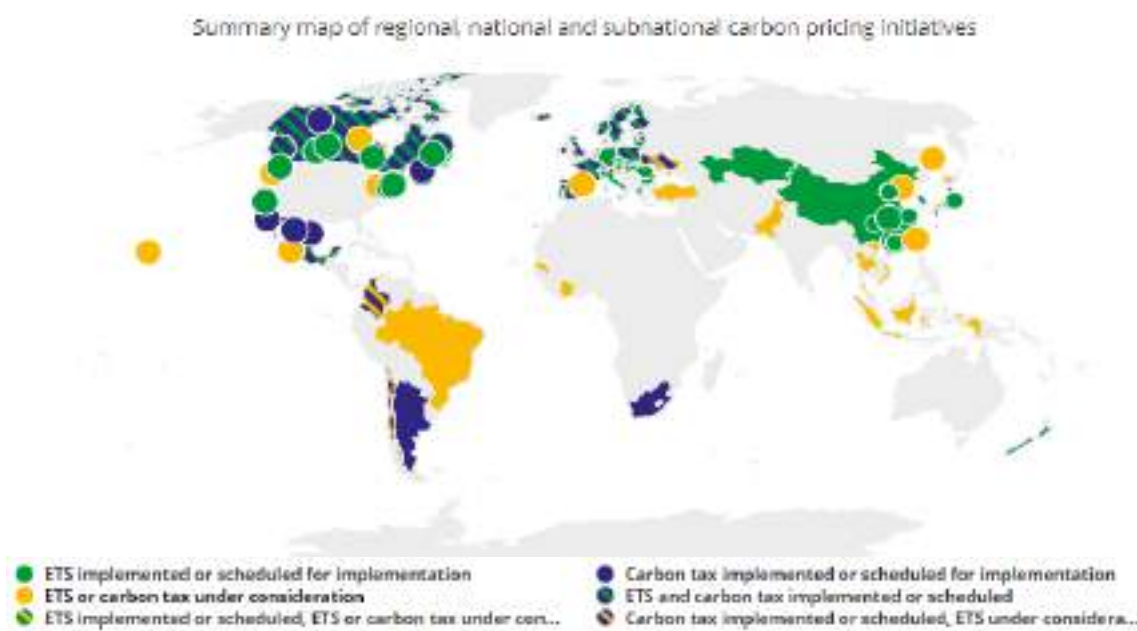 Summary map of regional, national and subnational carbon pricing initiatives
ETS implemented or scheduled for implementation
Carbon tax implemented or scheduled for implementation
ETS or carbon tax under consideration
ETS and carbon tax implemented or scheduled
ETS implemented or scheduled, ETS or carbon tax under con...
Carbon tax implemented or scheduled, ETS under considera...